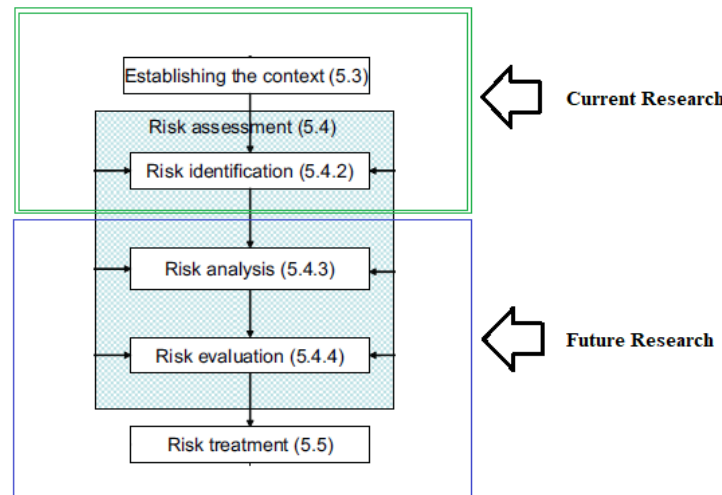 Establishing the context (5.3)
Current Research
Risk assessment (5.4)
Risk identification (5.4.2)
Risk analysis (5.4.3)
Future Research
Risk evaluation (5.4.4)
Risk treatment (5.5)